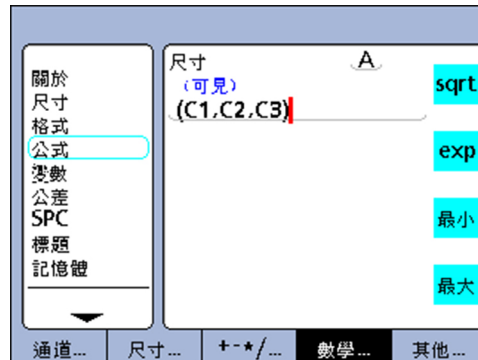 關於
尺寸
格式
公式
變數
公差
SPC
標題
記憶體
尺寸
A
(可見)
(C1,C2,C3)
sqrt
exp
最小
最大
通道...
尺寸...
+-*/...
數學...
其他...